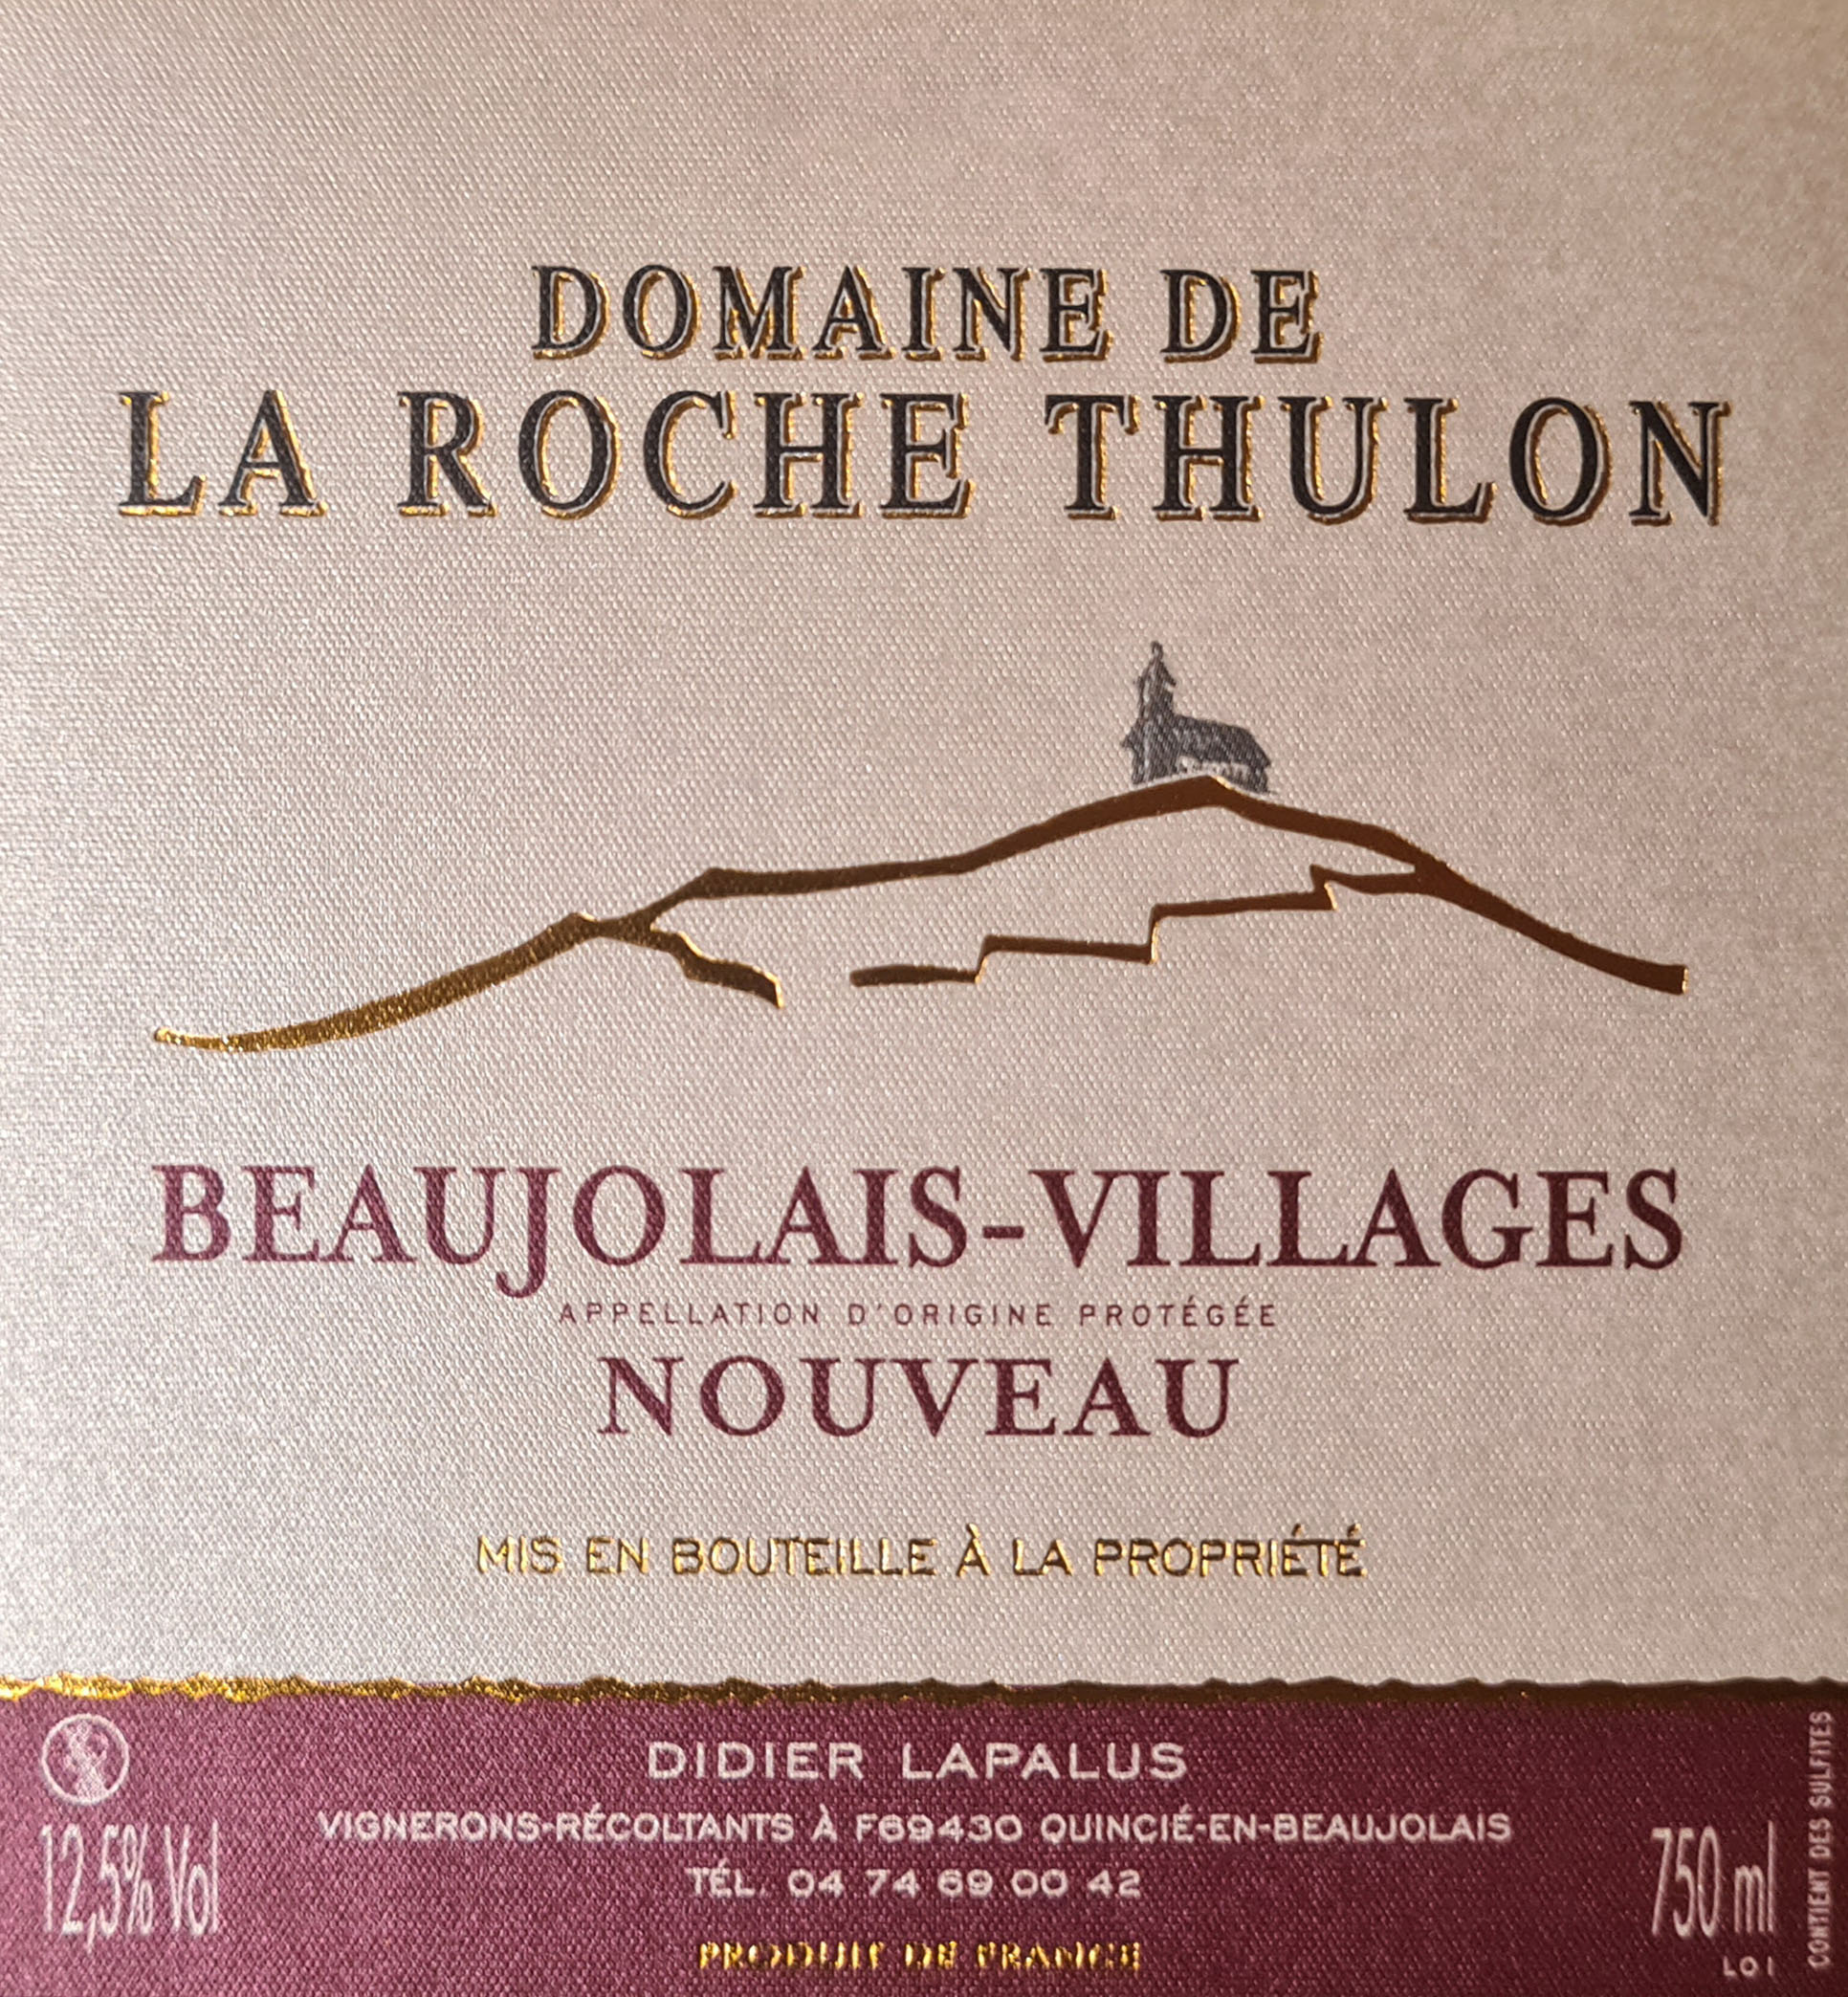 DOMAINE DE
LA ROCHE THULON
BEAUJOLAIS-VILLAGES
APPELLATION D'ORIGINE PROTÉGÉE
NOUVEAU
MIS EN BOUTEILLE À LA PROPRIÉTÉ
DIDIER LAPALUS
VIGNERONS-RÉCOLTANTS À F69430 QUINCIÉ-EN-BEAUJOLAIS
TÉL. 04 74 69 00 42
PRODUIT DE FRANCE
12,5% Vol
750 ml
LO1
CONTIENT DES SULFITES